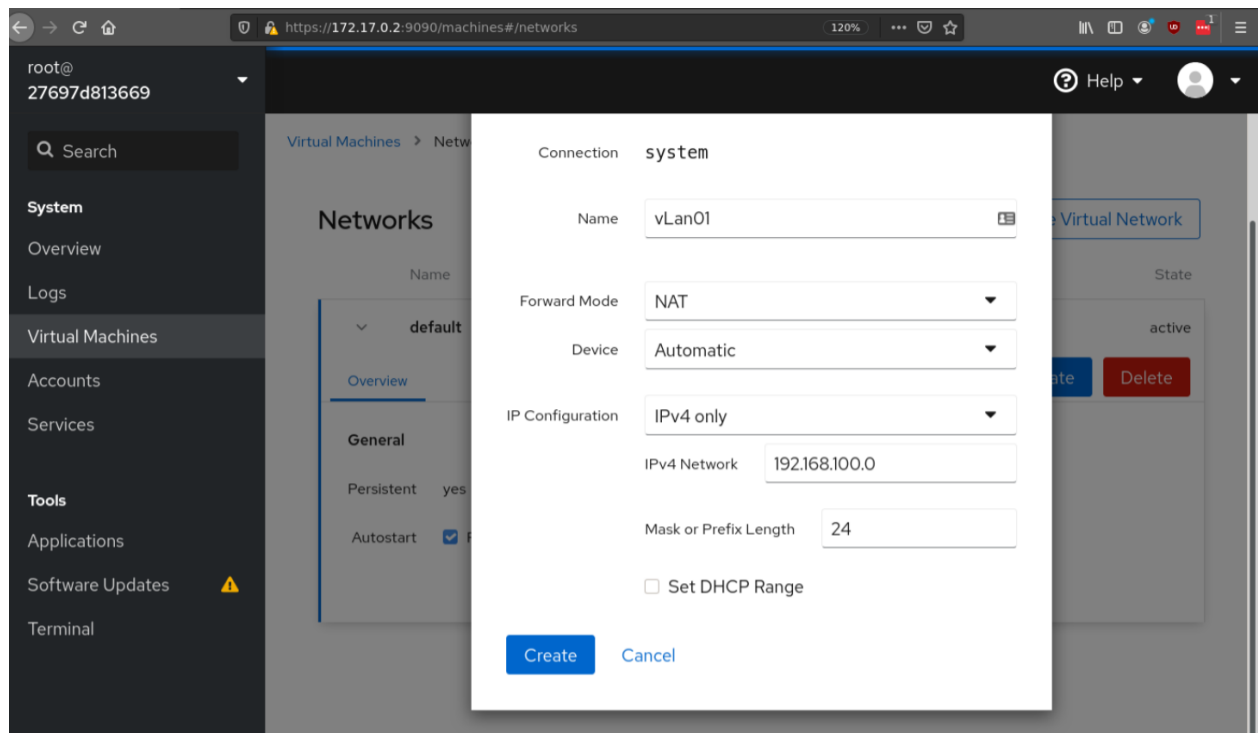 https://172.17.0.2:9090/machines#/networks
120%
1
root@
27697d813669
Help
Search
System
Overview
Logs
Virtual Machines
Accounts
Services
Tools
Applications
Software Updates
Terminal
Virtual Machines > Netw
Networks
e Virtual Network
Name
State
default
active
Overview
ate
Delete
General
Persistent yes
Autostart
Connection system
Name vLan01
Forward Mode NAT
Device Automatic
IP Configuration IPv4 only
IPv4 Network 192.168.100.0
Mask or Prefix Length 24
Set DHCP Range
Create Cancel